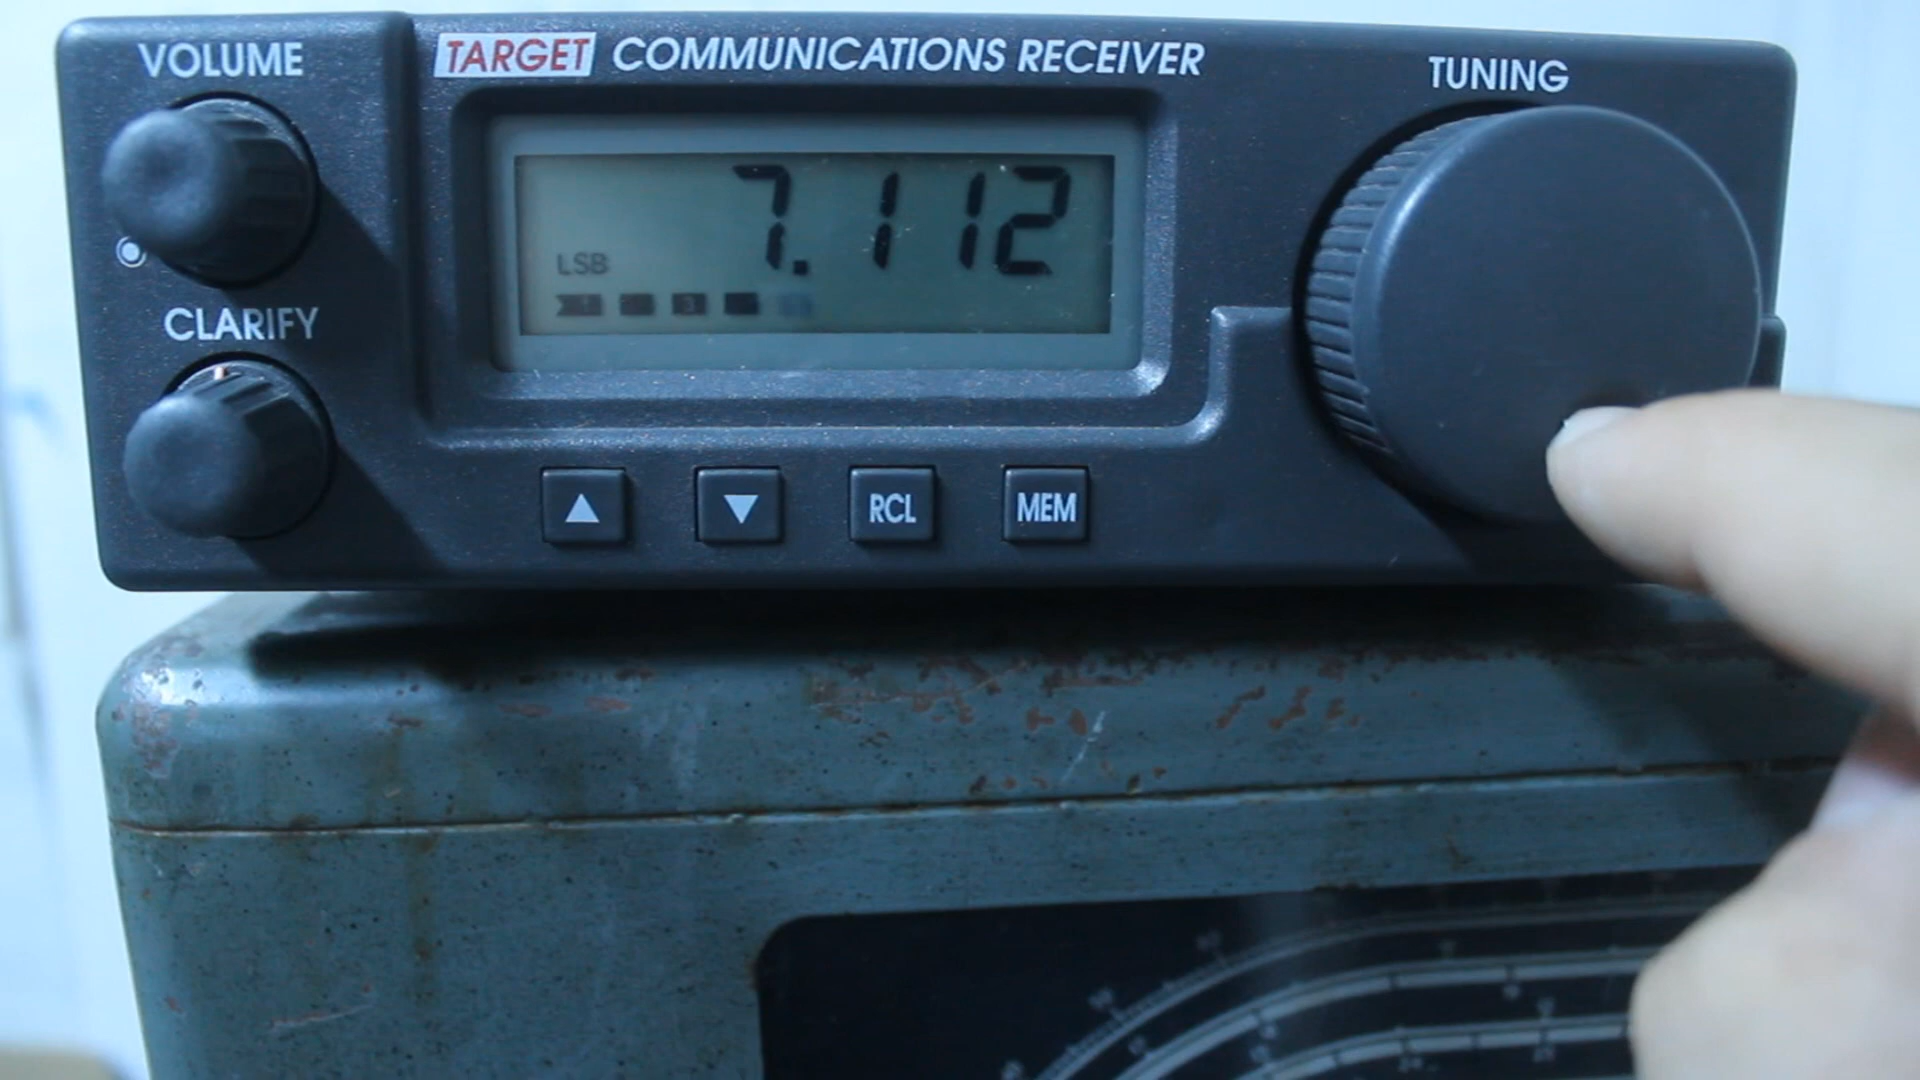 VOLUME
TARGET COMMUNICATIONS RECEIVER
TUNING
7.112
LSB
CLARIFY
▲ ▼ RCL MEM